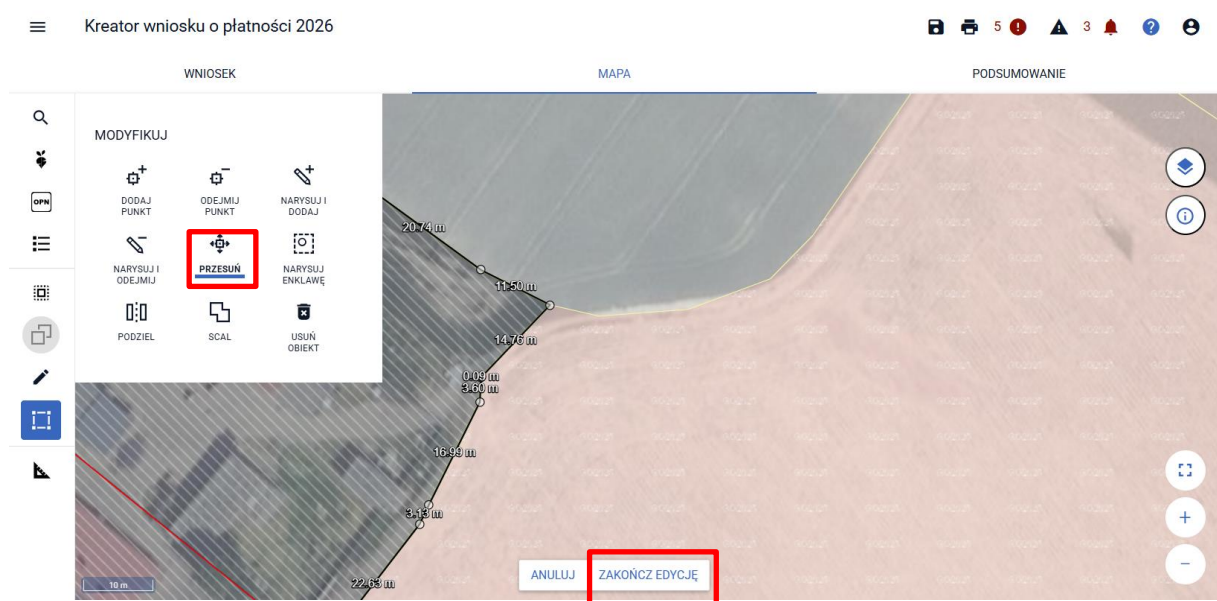 Kreator wniosku o płatności 2026
5
3
WNIOSEK
MAPA
PODSUMOWANIE
OPN
MODYFIKUJ
DODAJ
PUNKT
ODEJMIJ
PUNKT
NARYSUJ I
DODAJ
NARYSUJ I
ODEJMIJ
PRZESUŃ
NARYSUJ
ENKLAWĘ
PODZIEL
SCAL
USUŃ
OBIEKT
20.74 m
11.50 m
14.76 m
0.09 m
3.60 m
16.99 m
3.13 m
22.63 m
10 m
ANULUJ
ZAKOŃCZ EDYCJĘ